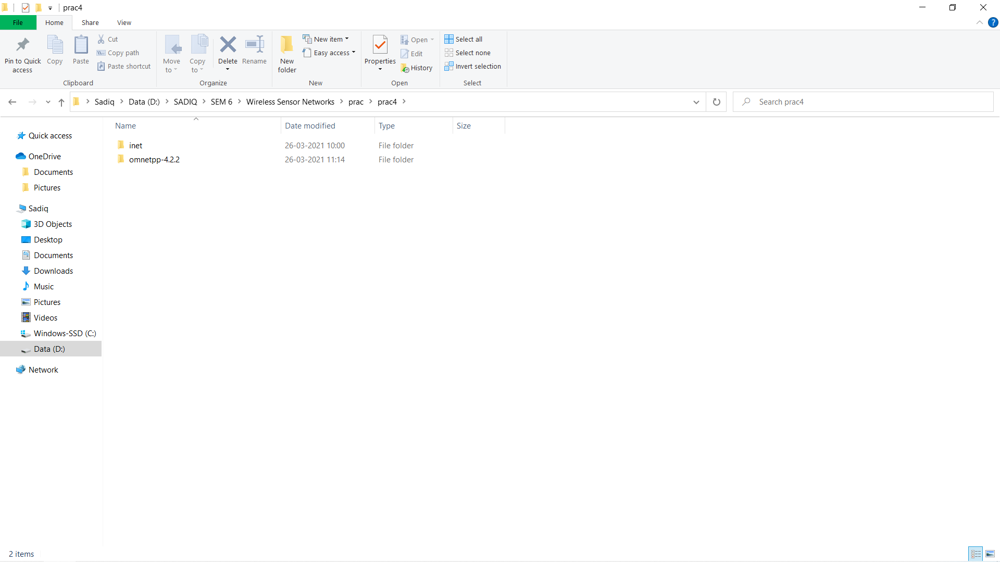 prac4
File Home Share View
Pin to Quick access
Copy
Paste
Cut
Copy path
Paste shortcut
Clipboard
Move to
Copy to
Delete
Rename
Organize
New folder
New item
Easy access
New
Properties
Open
Edit
History
Open
Select all
Select none
Invert selection
Select
Sadiq Data (D:) SADIQ SEM 6 Wireless Sensor Networks prac prac4
Search prac4
Quick access
OneDrive
Documents
Pictures
Sadiq
3D Objects
Desktop
Documents
Downloads
Music
Pictures
Videos
Windows-SSD (C:)
Data (D:)
Network
Name Date modified Type Size
inet 26-03-2021 10:00 File folder
omnetpp-4.2.2 26-03-2021 11:14 File folder
2 items